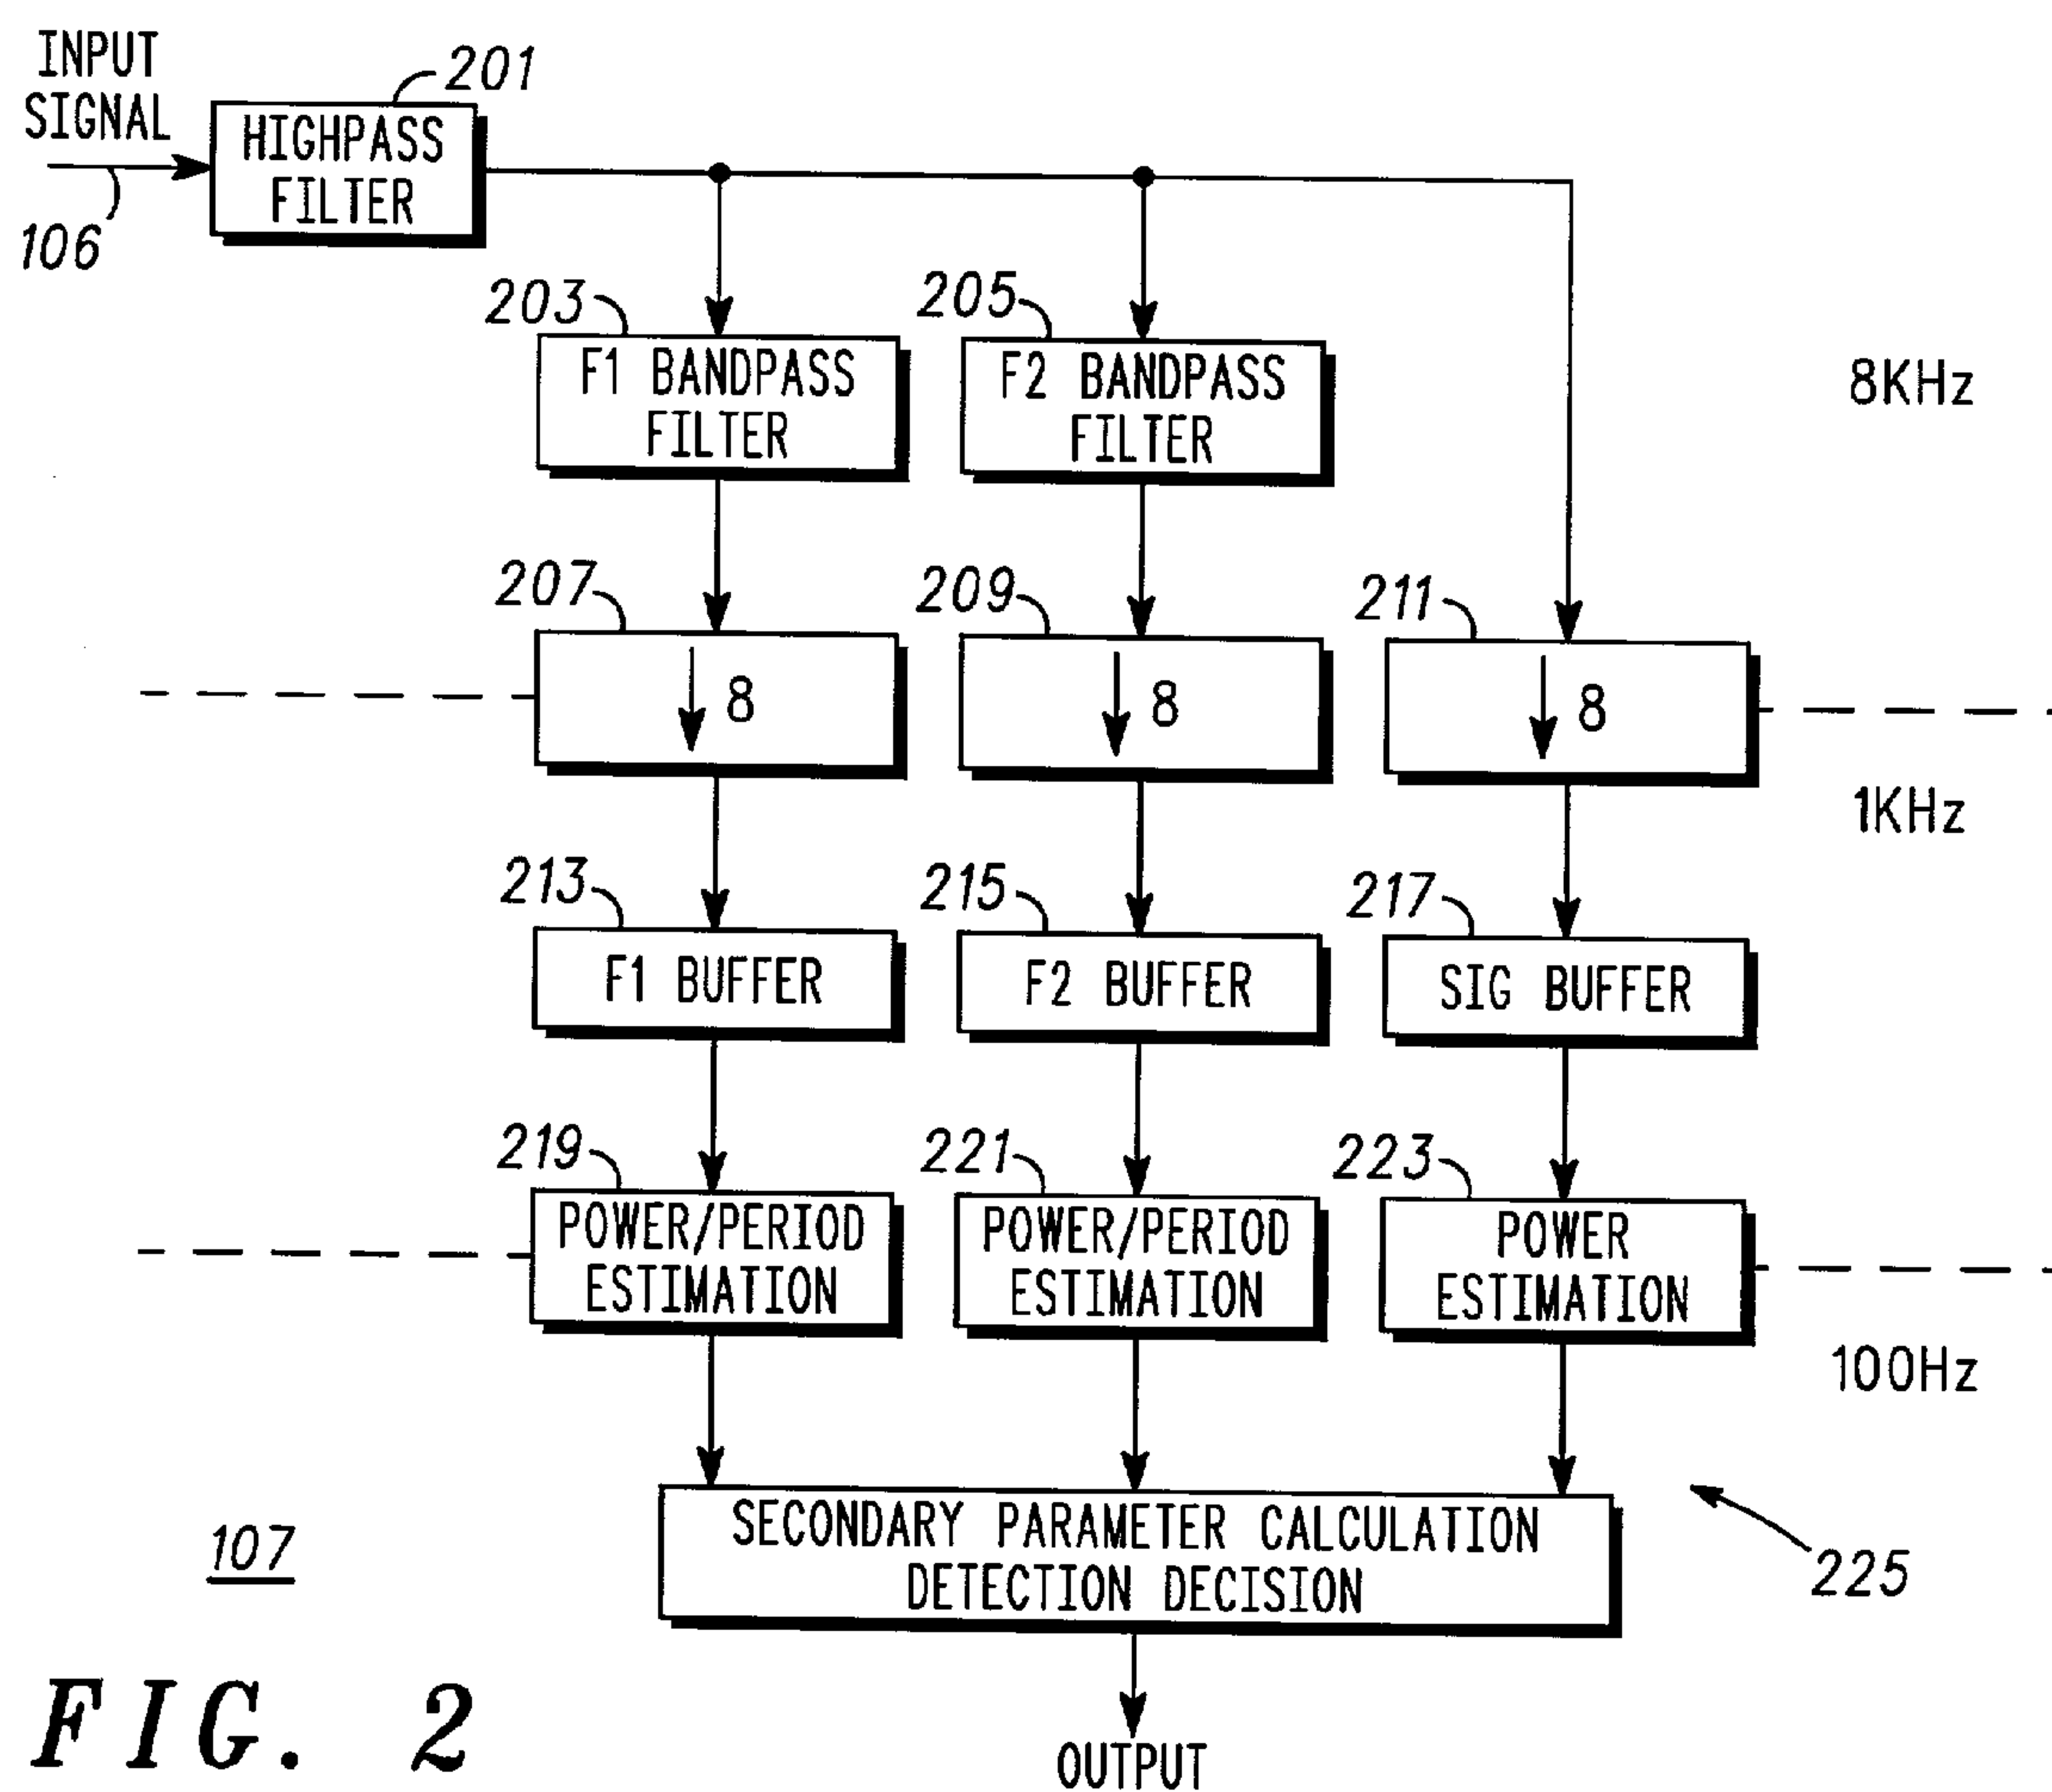 INPUT
SIGNAL
106
201
HIGHPASS
FILTER
203
F1 BANDPASS
FILTER
205
F2 BANDPASS
FILTER
8KHz
207
↓ 8
209
↓ 8
211
↓ 8
1KHz
213
F1 BUFFER
215
F2 BUFFER
217
SIG BUFFER
219
POWER/PERIOD
ESTIMATION
221
POWER/PERIOD
ESTIMATION
223
POWER
ESTIMATION
100Hz
SECONDARY PARAMETER CALCULATION
DETECTION DECISION
225
107
OUTPUT
FIG. 2